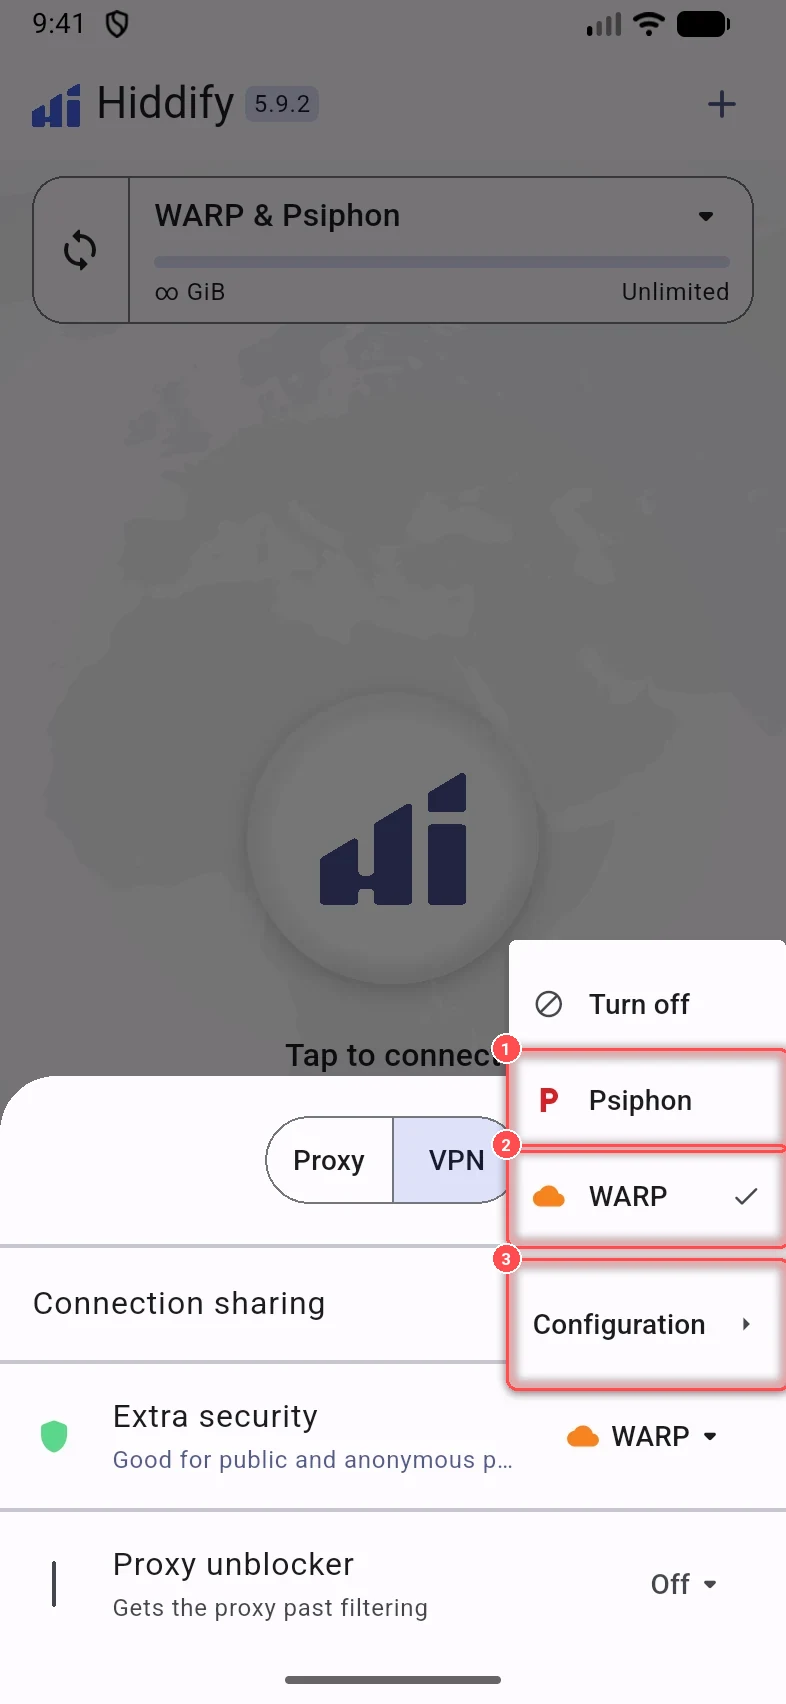 9:41
Hiddify 5.9.2
WARP & Psiphon
∞ GiB Unlimited
Tap to connect
Turn off
1
P Psiphon
2
WARP
3
Configuration
Proxy VPN
Connection sharing
Extra security
Good for public and anonymous p...
WARP
Proxy unblocker
Gets the proxy past filtering
Off